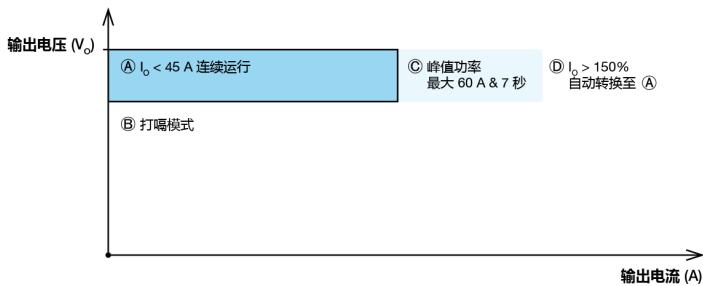 输出电压 (Vo)
Ⓐ Io < 45 A 连续运行
Ⓒ 峰值功率
最大 60 A & 7 秒
Ⓓ Io > 150%
自动转换至 Ⓐ
Ⓑ 打嗝模式
输出电流 (A)